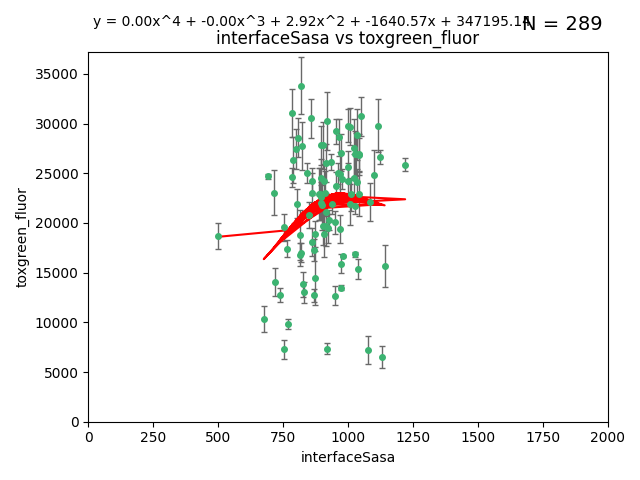 y = 0.00x^4 + -0.00x^3 + 2.92x^2 + -1640.57x + 347195.14
N = 289
interfaceSasa vs toxgreen_fluor
35000
30000
25000
20000
15000
10000
5000
0
toxgreen_fluor
0 250 500 750 1000 1250 1500 1750 2000
interfaceSasa